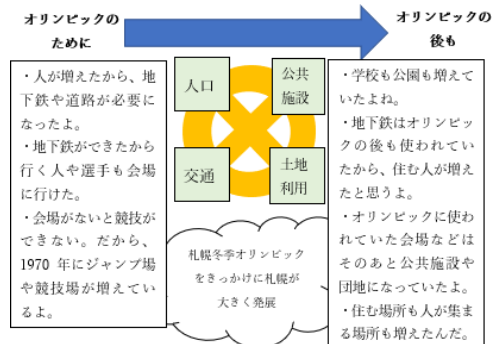 オリンピックの
ために
オリンピックの
後も
・人が増えたから、地
下鉄や道路が必要に
なったよ。
・地下鉄ができたから
行く人や選手も会場
に行けた。
・会場がないと競技が
できない。だから、
1970 年にジャンプ場
や競技場が増えてい
るよ。
人口
公共
施設
交通
土地
利用
札幌冬季オリンピック
をきっかけに札幌が
大きく発展
・学校も公園も増えて
いたよね。
・地下鉄はオリンピッ
クの後も使われてい
たから、住む人が増え
たと思うよ。
・オリンピックに使わ
れていた会場などは
そのあと公共施設や
団地になっていたよ。
・住む場所も人が集ま
る場所も増えたんだ。